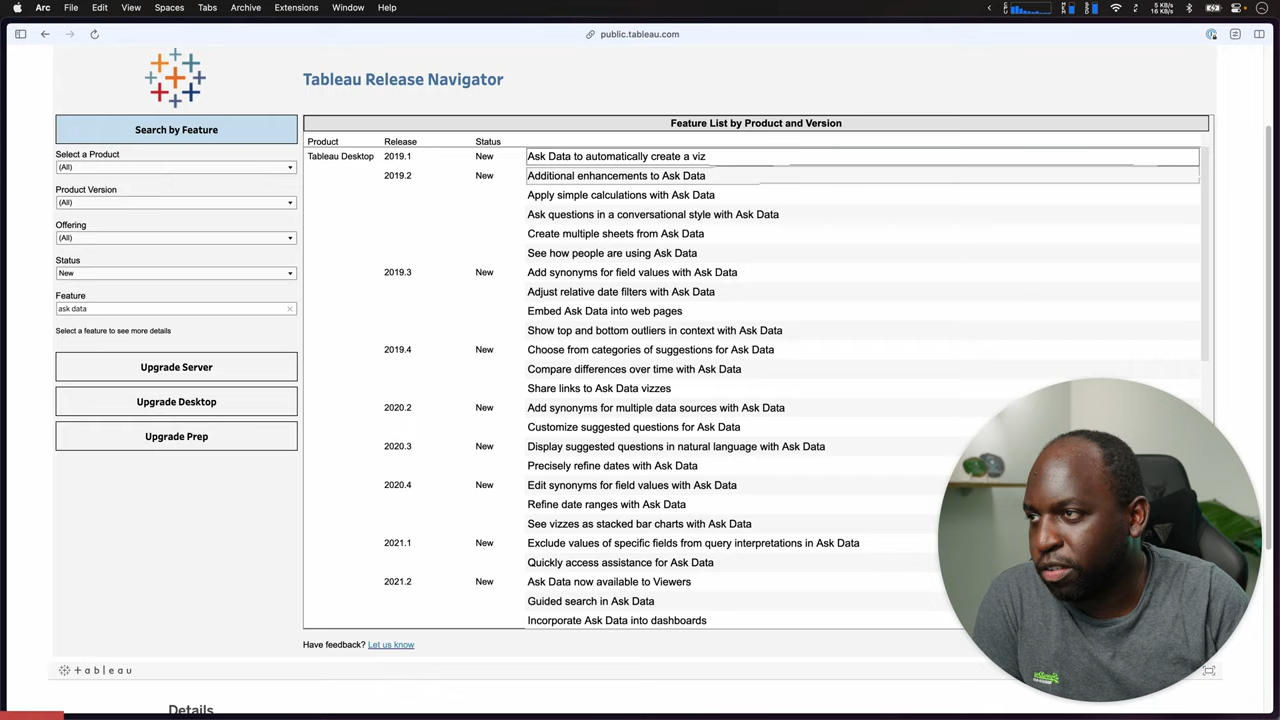 Arc File Edit View Spaces Tabs Archive Extensions Window Help
5 KB/s
16 KB/s
public.tableau.com
Tableau Release Navigator
Search by Feature
Select a Product
(All)
Product Version
(All)
Offering
(All)
Status
New
Feature
ask data
Select a feature to see more details
Upgrade Server
Upgrade Desktop
Upgrade Prep
Feature List by Product and Version
Product Release Status
Tableau Desktop 2019.1 New Ask Data to automatically create a viz
2019.2 New Additional enhancements to Ask Data
Apply simple calculations with Ask Data
Ask questions in a conversational style with Ask Data
Create multiple sheets from Ask Data
See how people are using Ask Data
2019.3 New Add synonyms for field values with Ask Data
Adjust relative date filters with Ask Data
Embed Ask Data into web pages
Show top and bottom outliers in context with Ask Data
2019.4 New Choose from categories of suggestions for Ask Data
Compare differences over time with Ask Data
Share links to Ask Data vizzes
2020.2 New Add synonyms for multiple data sources with Ask Data
Customize suggested questions for Ask Data
2020.3 New Display suggested questions in natural language with Ask Data
Precisely refine dates with Ask Data
2020.4 New Edit synonyms for field values with Ask Data
Refine date ranges with Ask Data
See vizzes as stacked bar charts with Ask Data
2021.1 New Exclude values of specific fields from query interpretations in Ask Data
Quickly access assistance for Ask Data
2021.2 New Ask Data now available to Viewers
Guided search in Ask Data
Incorporate Ask Data into dashboards
Have feedback? Let us know
+ a b | e a u
Details